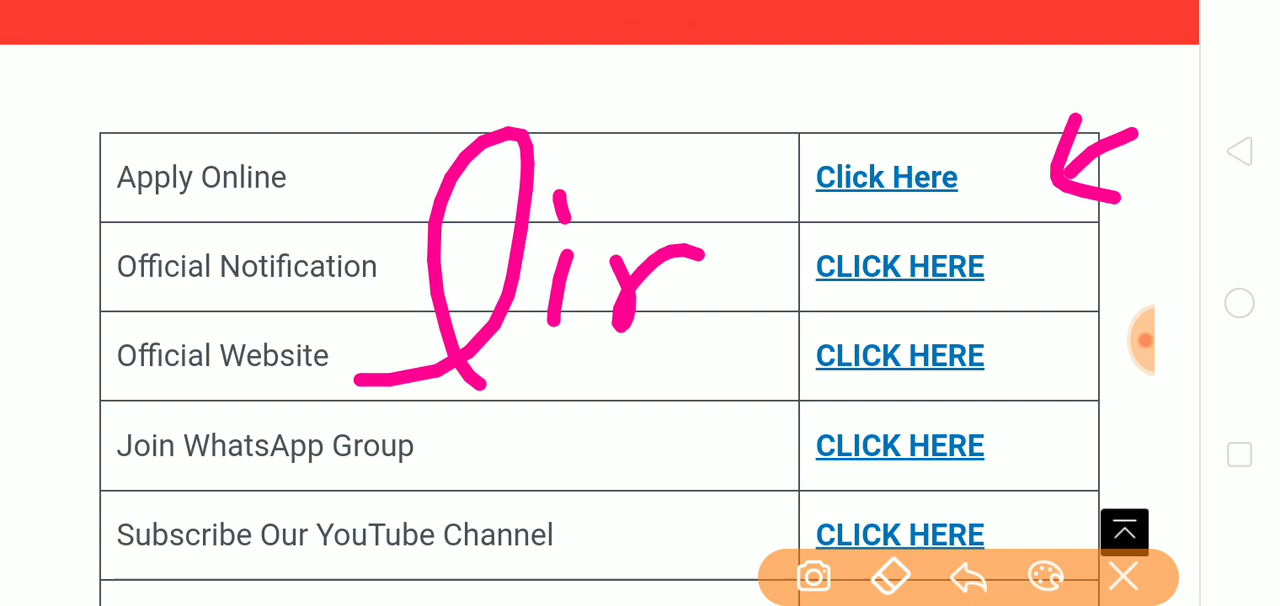 Apply Online Click Here
Official Notification CLICK HERE
Official Website CLICK HERE
Join WhatsApp Group CLICK HERE
Subscribe Our YouTube Channel CLICK HERE
lir